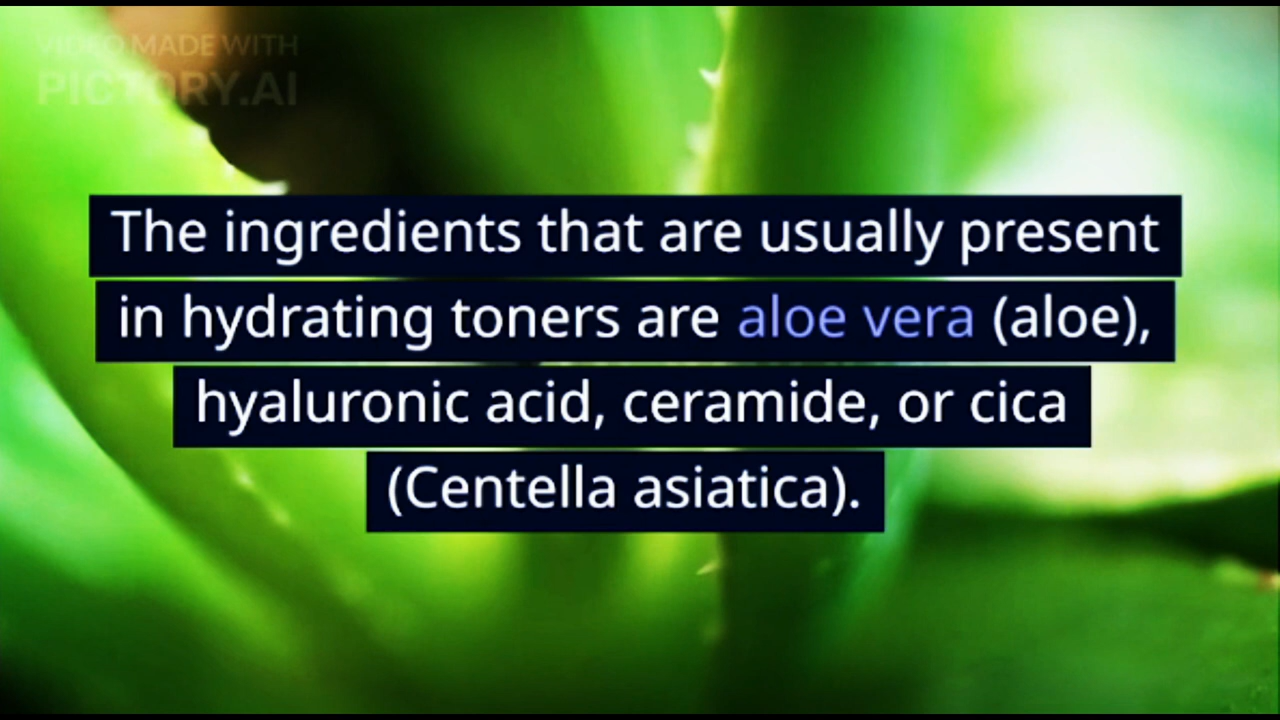 VIDEO MADE WITH
PICTORY.AI
The ingredients that are usually present
in hydrating toners are aloe vera (aloe),
hyaluronic acid, ceramide, or cica
(Centella asiatica).